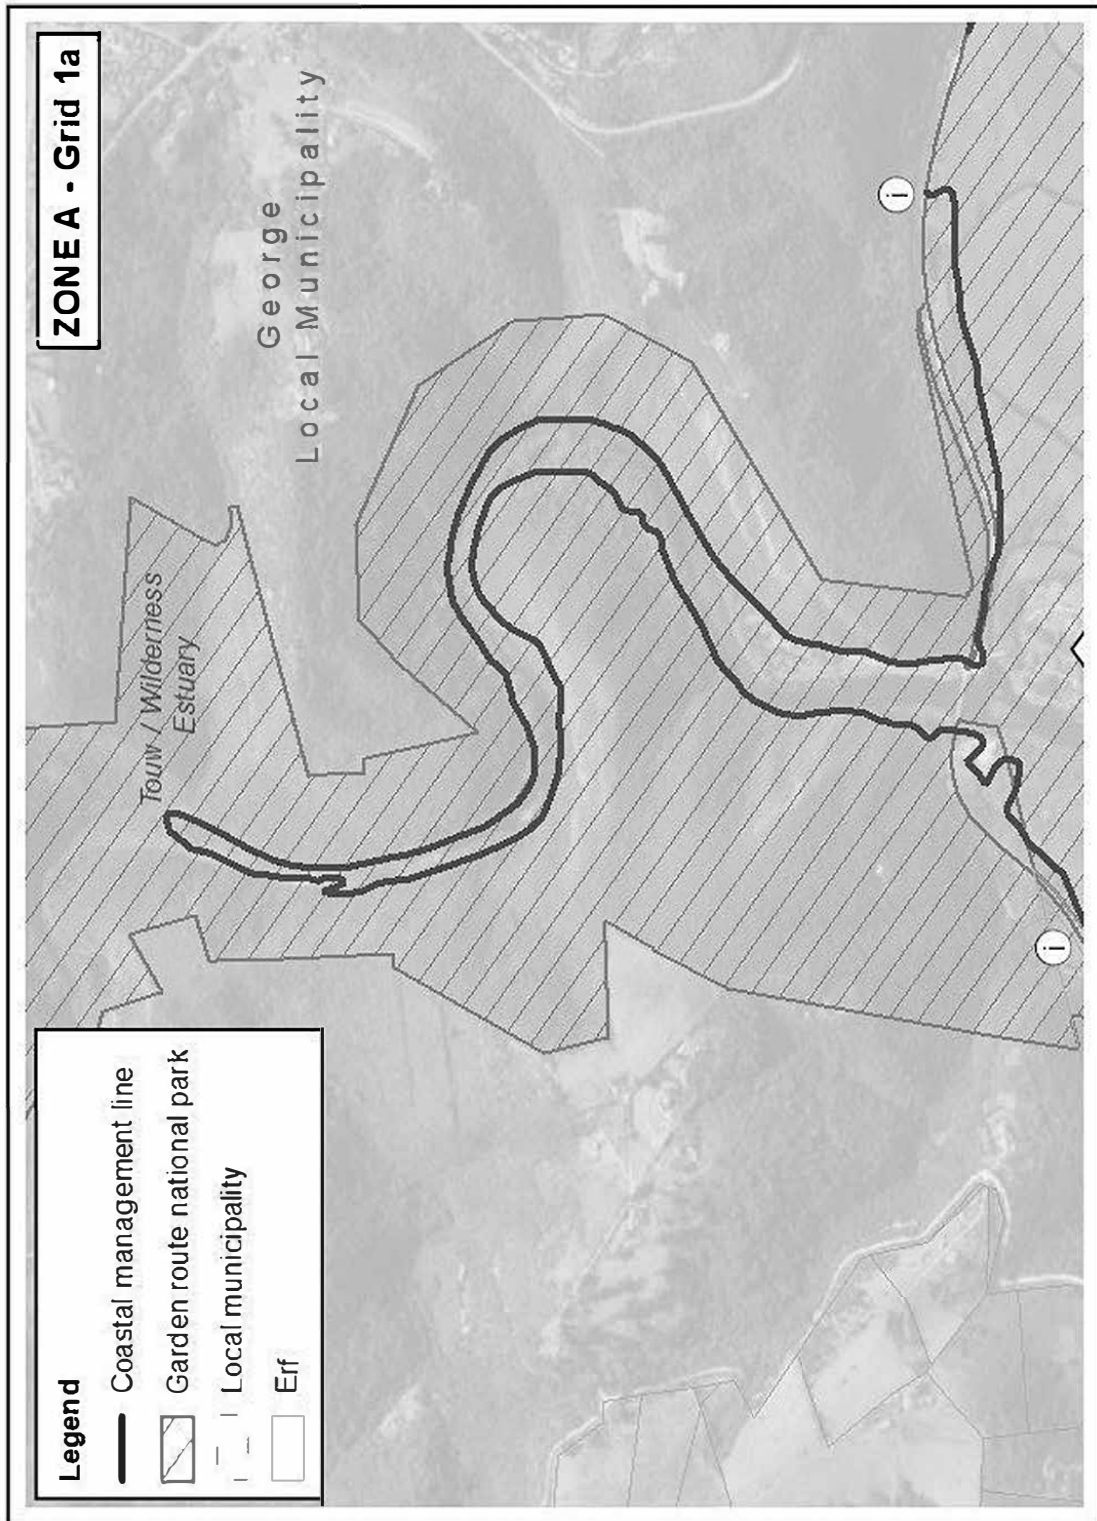 ZONE A - Grid 1a
George
Local Municipality
Touw / Wilderness
Estuary
i
i
Legend
Coastal management line
Garden route national park
Local municipality
Erf